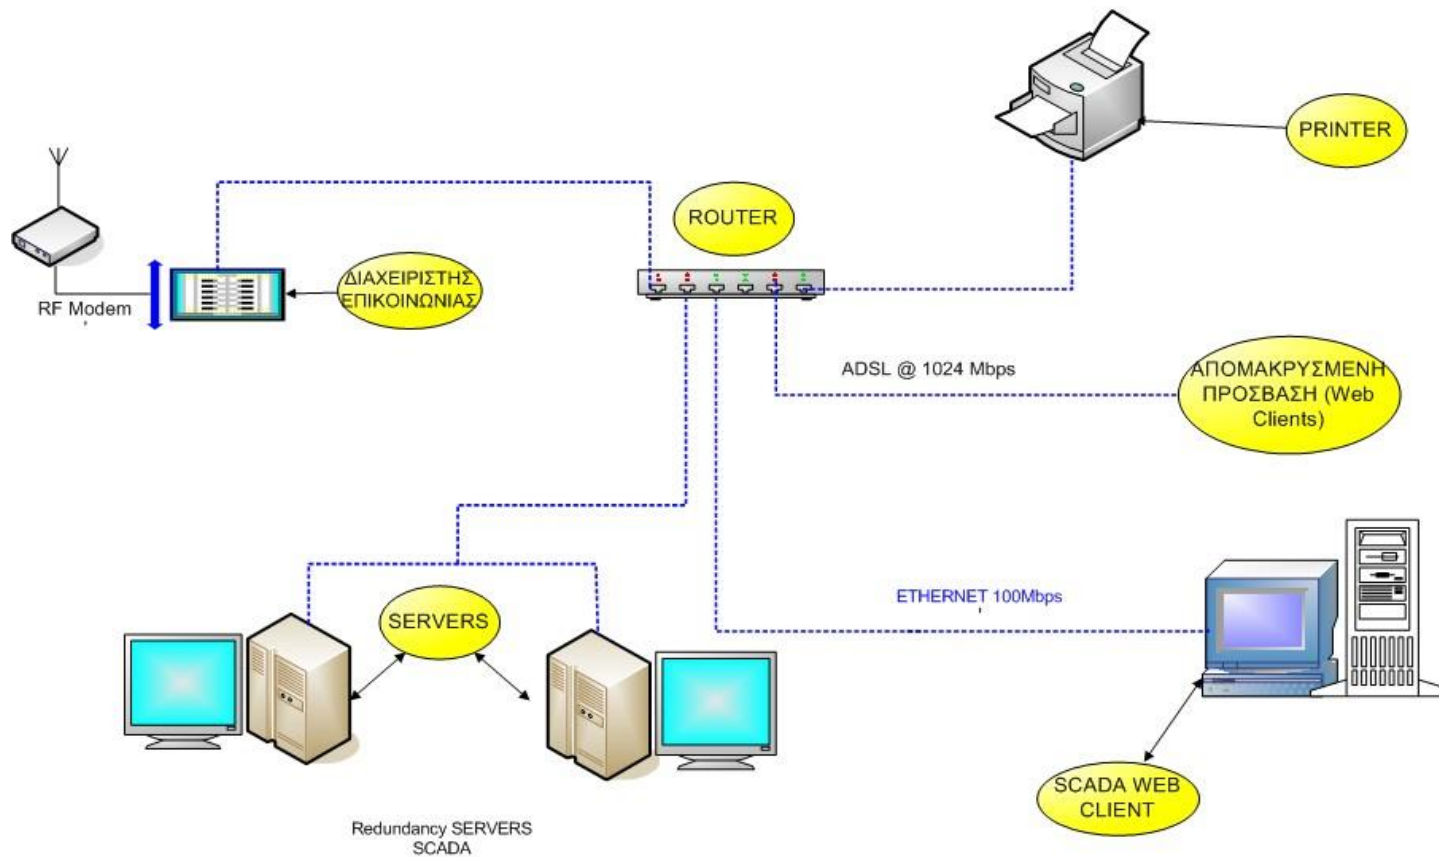 PRINTER
ROUTER
ΔΙΑΧΕΙΡΙΣΤΗΣ
ΕΠΙΚΟΙΝΩΝΙΑΣ
RF Modem
ADSL @ 1024 Mbps
ΑΠΟΜΑΚΡΥΣΜΕΝΗ
ΠΡΟΣΒΑΣΗ (Web
Clients)
ETHERNET 100Mbps
SERVERS
SCADA WEB
CLIENT
Redundancy SERVERS
SCADA